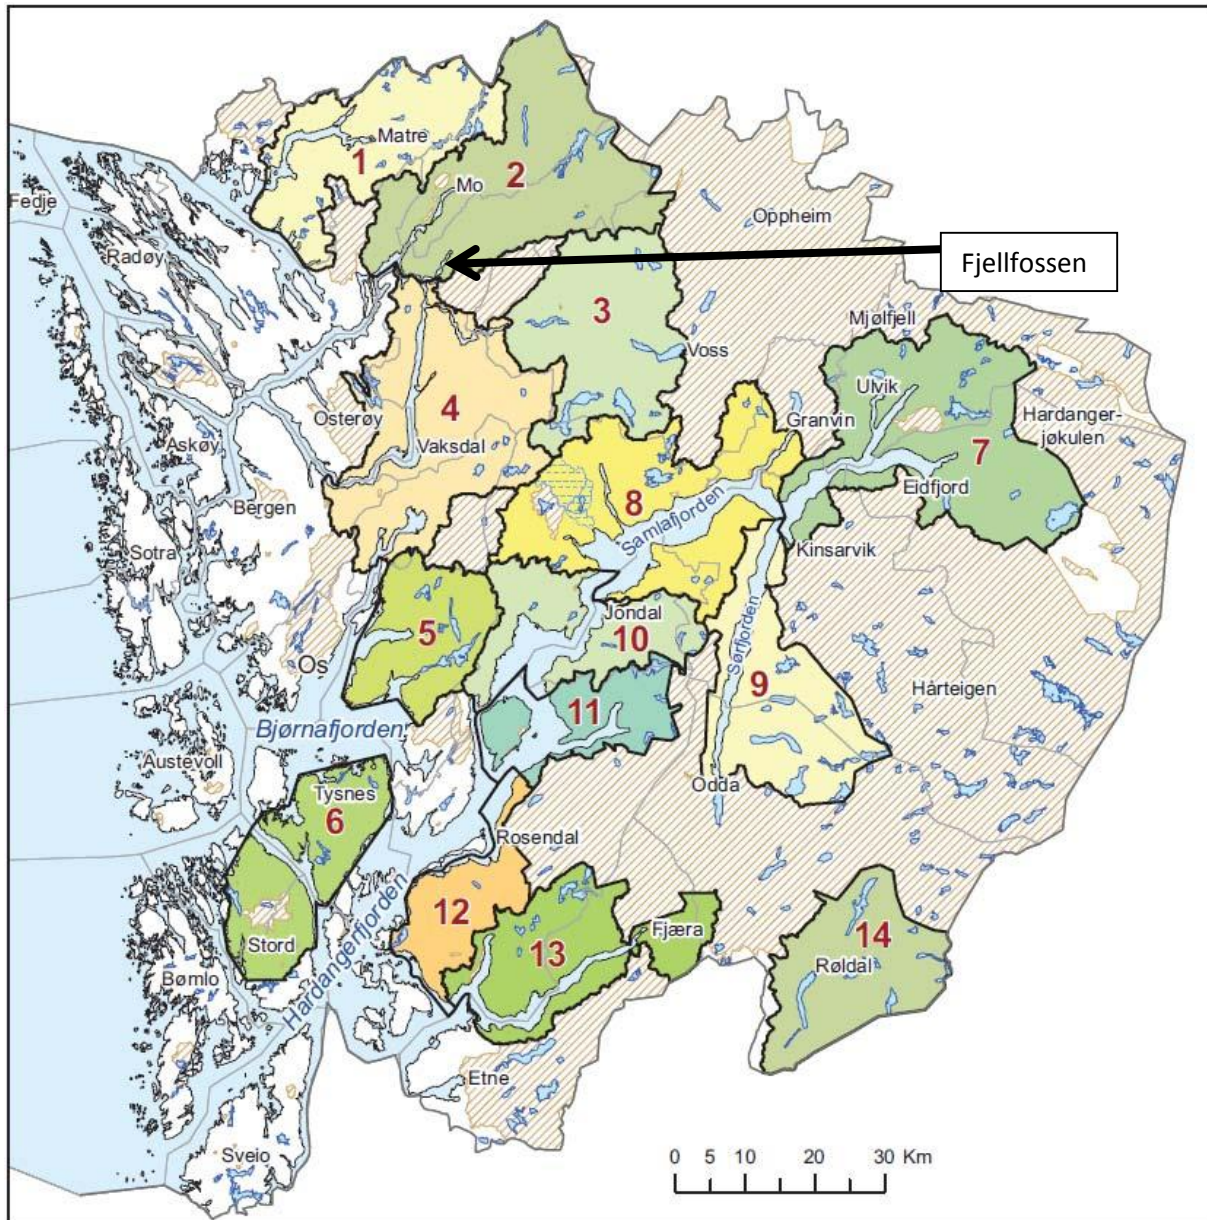 Matre
1
2
Mo
Fedje
Oppheim
Radøy
Fjellfossen
3
Mjølfjell
Voss
Ulvik
Osterøy
4
Granvin
Hardanger-
jøkulen
Askøy
Vaksdal
7
Eidfjord
Bergen
8
Samlafjorden
Sotra
Kinsarvik
Jondal
5
10
Os
Sørfjorden
9
Hårteigen
11
Bjørnafjorden
Austevoll
Odda
Tysnes
6
Rosendal
12
Hardangerfjorden
Fjæra
14
Stord
13
Røldal
Bømlo
Etne
0 5 10 20 30 Km
Sveio